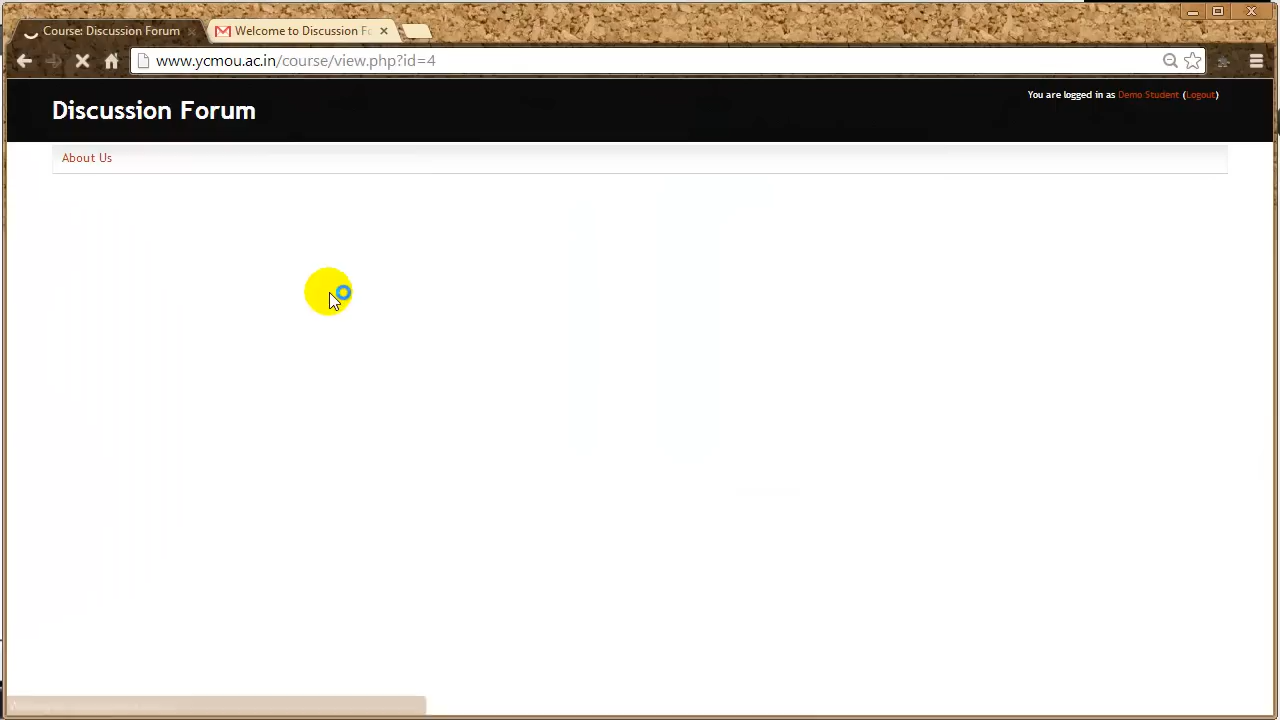 Course: Discussion Forum
Welcome to Discussion Fo
www.ycmou.ac.in/course/view.php?id=4
Discussion Forum
You are logged in as Demo Student (Logout)
About Us